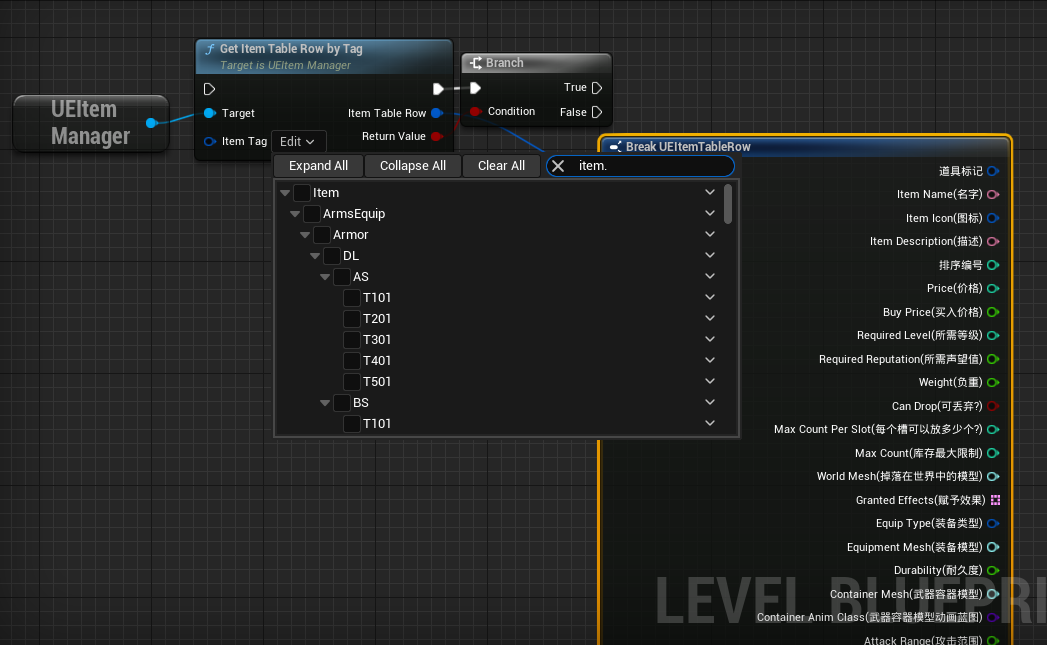 UEItem
Manager
Get Item Table Row by Tag
Target is UEItem Manager
Target
Item Table Row
Item Tag
Edit
Return Value
Branch
True
Condition
False
Expand All
Collapse All
Clear All
item.
Item
ArmsEquip
Armor
DL
AS
T101
T201
T301
T401
T501
BS
T101
Break UEItemTableRow
道具标记
Item Name(名字)
Item Icon(图标)
Item Description(描述)
排序编号
Price(价格)
Buy Price(买入价格)
Required Level(所需等级)
Required Reputation(所需声望值)
Weight(负重)
Can Drop(可丢弃?)
Max Count Per Slot(每个槽可以放多少个?)
Max Count(库存最大限制)
World Mesh(掉落在世界中的模型)
Granted Effects(赋予效果)
Equip Type(装备类型)
Equipment Mesh(装备模型)
Durability(耐久度)
Container Mesh(武器容器模型)
Container Anim Class(武器容器模型动画蓝图)
Attack Range(攻击范围)
LEVEL BLUEPRI